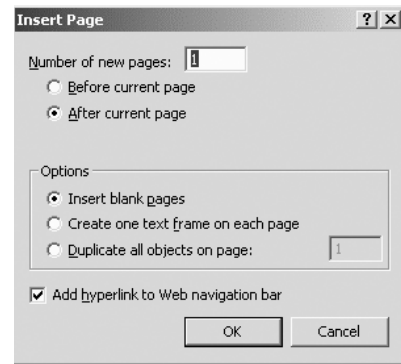 Insert Page ? ×
Number of new pages: 1
Before current page
After current page
Options
Insert blank pages
Create one text frame on each page
Duplicate all objects on page: 1
Add hyperlink to Web navigation bar
OK Cancel